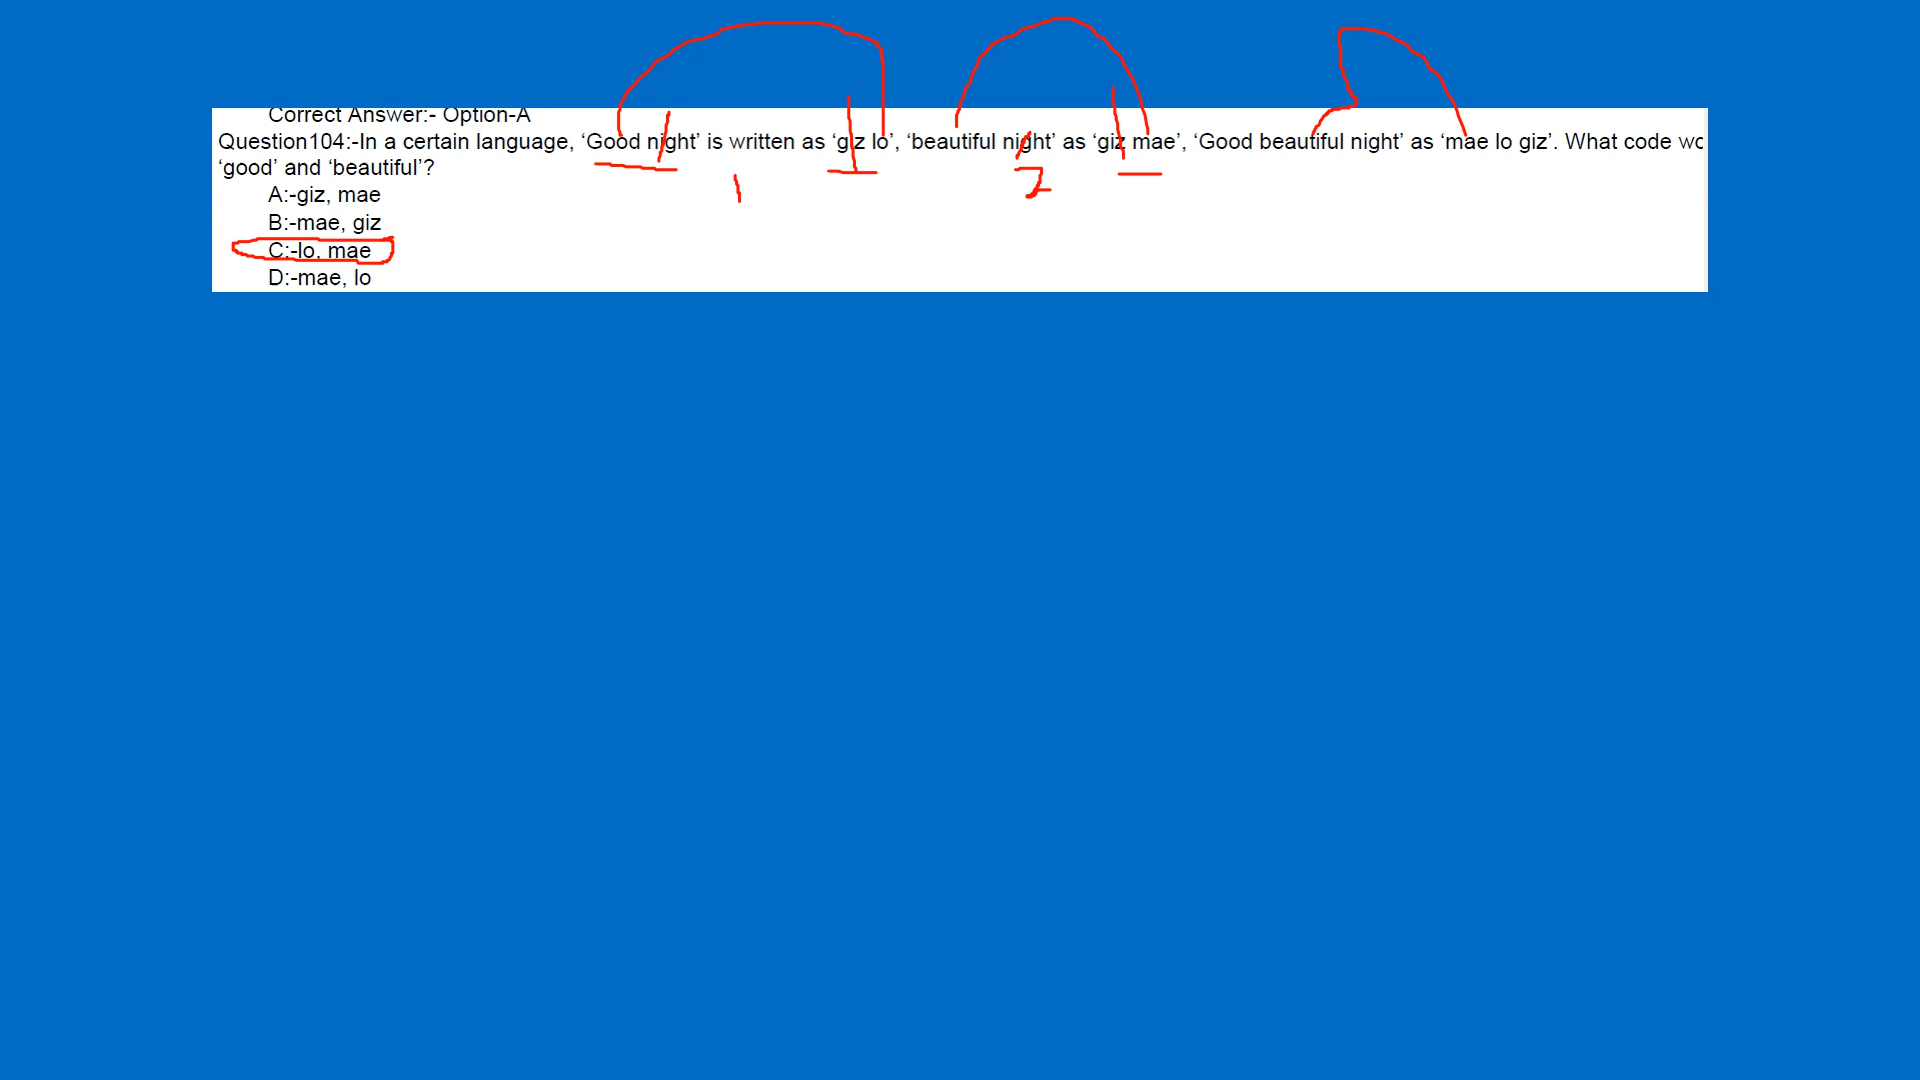 Correct Answer:- Option-A
Question104:-In a certain language, ‘Good night’ is written as ‘giz lo’, ‘beautiful night’ as ‘giz mae’, ‘Good beautiful night’ as ‘mae lo giz’. What code
‘good’ and ‘beautiful’?
1
2
A:-giz, mae
B:-mae, giz
C:-lo, mae
D:-mae, lo